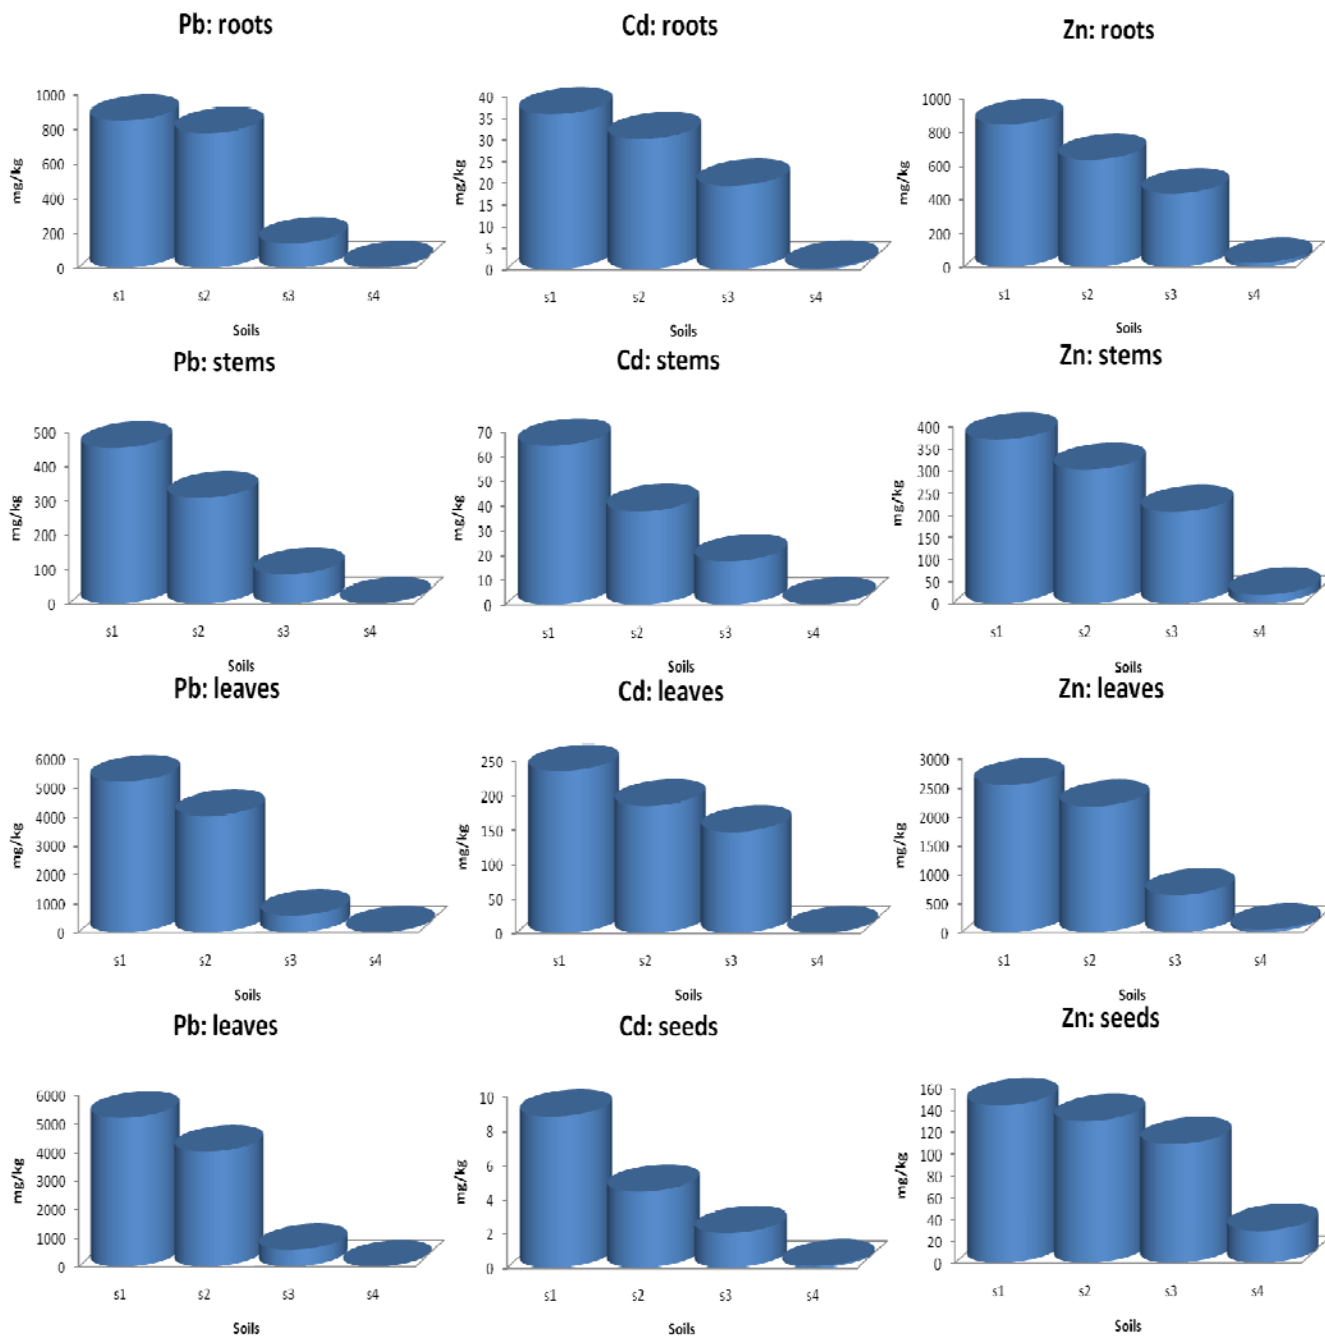 Pb: roots
Cd: roots
Zn: roots
mg/kg
1000
800
600
400
200
0
s1 s2 s3 s4
Soils
mg/kg
40
35
30
25
20
15
10
5
0
s1 s2 s3 s4
Soils
mg/kg
1000
800
600
400
200
0
s1 s2 s3 s4
Soils
Pb: stems
Cd: stems
Zn: stems
mg/kg
500
400
300
200
100
0
s1 s2 s3 s4
Soils
mg/kg
70
60
50
40
30
20
10
0
s1 s2 s3 s4
Soils
mg/kg
400
350
300
250
200
150
100
50
0
s1 s2 s3 s4
Soils
Pb: leaves
Cd: leaves
Zn: leaves
mg/kg
6000
5000
4000
3000
2000
1000
0
s1 s2 s3 s4
Soils
mg/kg
250
200
150
100
50
0
s1 s2 s3 s4
Soils
mg/kg
3000
2500
2000
1500
1000
500
0
s1 s2 s3 s4
Soils
Pb: leaves
Cd: seeds
Zn: seeds
mg/kg
6000
5000
4000
3000
2000
1000
0
s1 s2 s3 s4
Soils
mg/kg
10
8
6
4
2
0
s1 s2 s3 s4
Soils
mg/kg
160
140
120
100
80
60
40
20
0
s1 s2 s3 s4
Soils